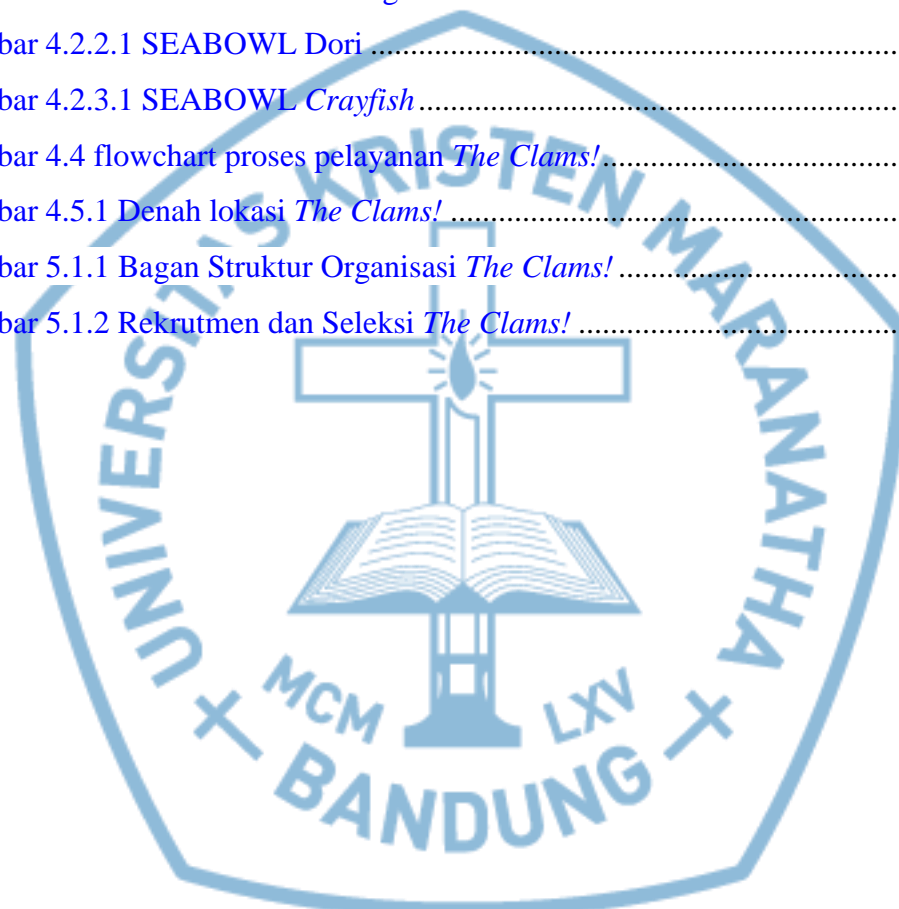 bar 4.2.2.1 SEABOWL Dori ........................................................................
bar 4.2.3.1 SEABOWL Crayfish ................................................................
bar 4.4 flowchart proses pelayanan The Clams! ........................................
bar 4.5.1 Denah lokasi The Clams! ............................................................
bar 5.1.1 Bagan Struktur Organisasi The Clams! ......................................
bar 5.1.2 Rekrutmen dan Seleksi The Clams! ...........................................
UNIVERSITAS KRISTEN MARANATHA
MCM LXV
BANDUNG